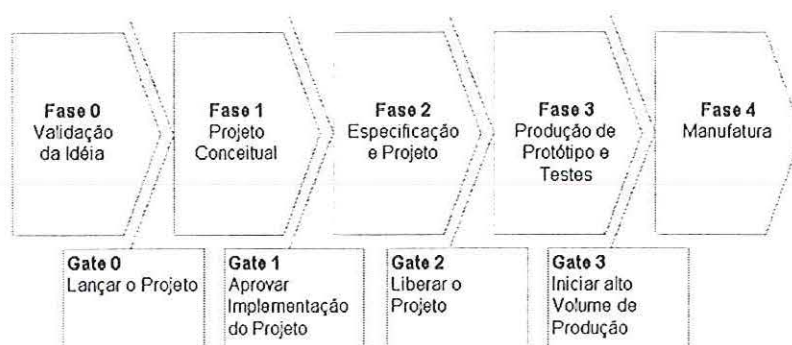 Fase 0
Validação
da Idéia
Fase 1
Projeto
Conceitual
Fase 2
Especificação
e Projeto
Fase 3
Produção de
Protótipo e
Testes
Fase 4
Manufatura
Gate 0
Lançar o Projeto
Gate 1
Aprovar
Implementação
do Projeto
Gate 2
Liberar o
Projeto
Gate 3
Iniciar alto
Volume de
Produção